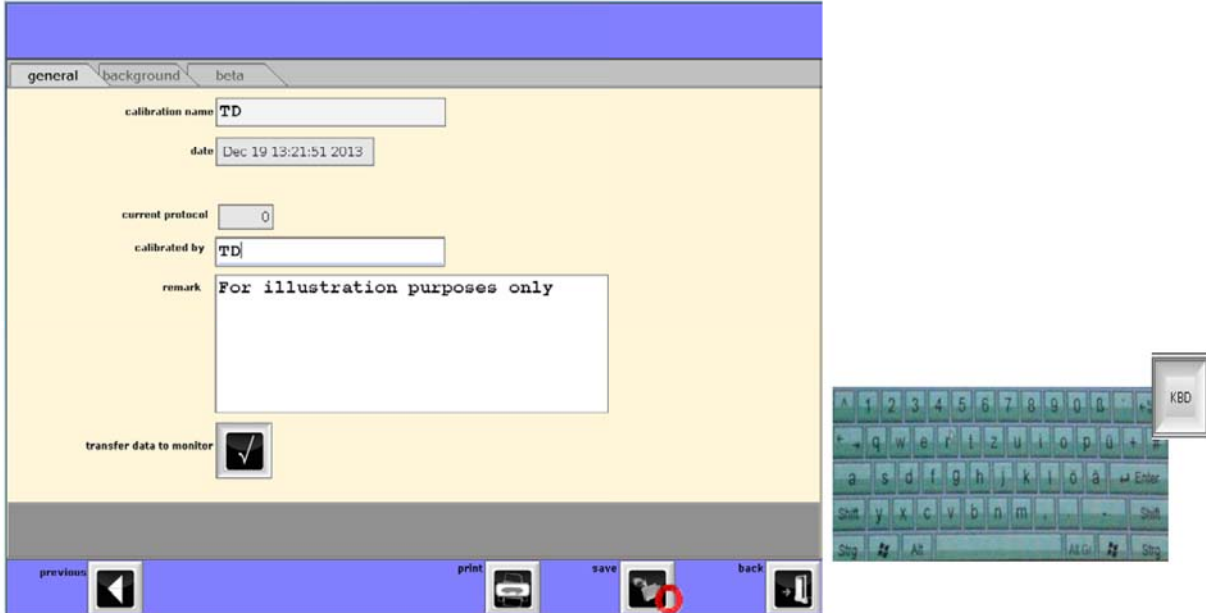 general background beta
calibration name TD
date Dec 19 13:21:51 2013
current protocol 0
calibrated by TD
remark For illustration purposes only
transfer data to monitor
previous print save back
KBD
^ 1 2 3 4 5 6 7 8 9 0 ß
q w e r t z u i o p ü + #
a s d f g h j k l ö ä Enter
Shift y x c v b n m , . - Shift
Strg Alt Alt Gr Strg